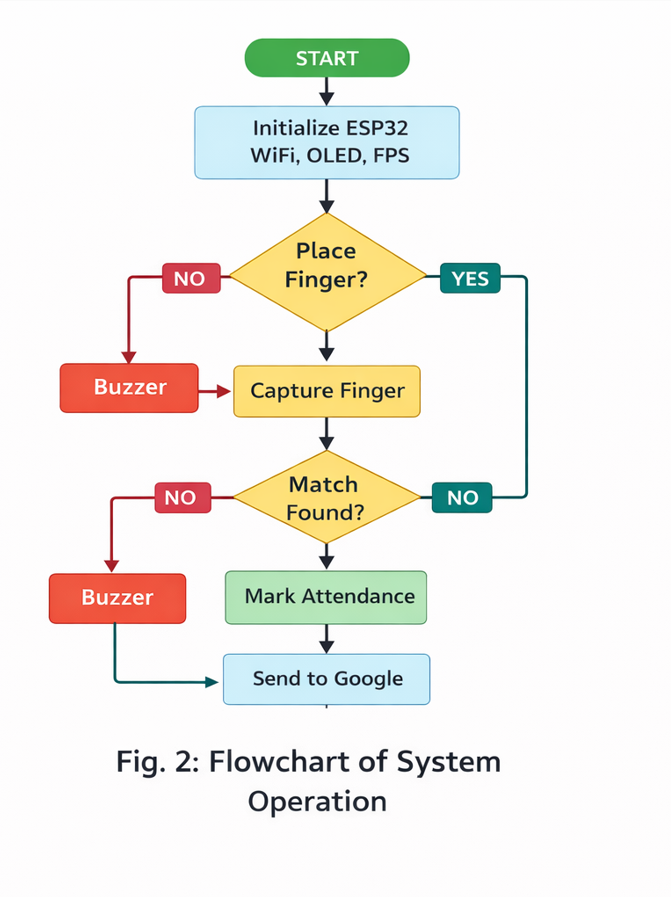 START
Initialize ESP32
WiFi, OLED, FPS
Place
Finger?
NO
YES
Buzzer
Capture Finger
Match
Found?
NO
NO
Buzzer
Mark Attendance
Send to Google
Fig. 2: Flowchart of System
Operation